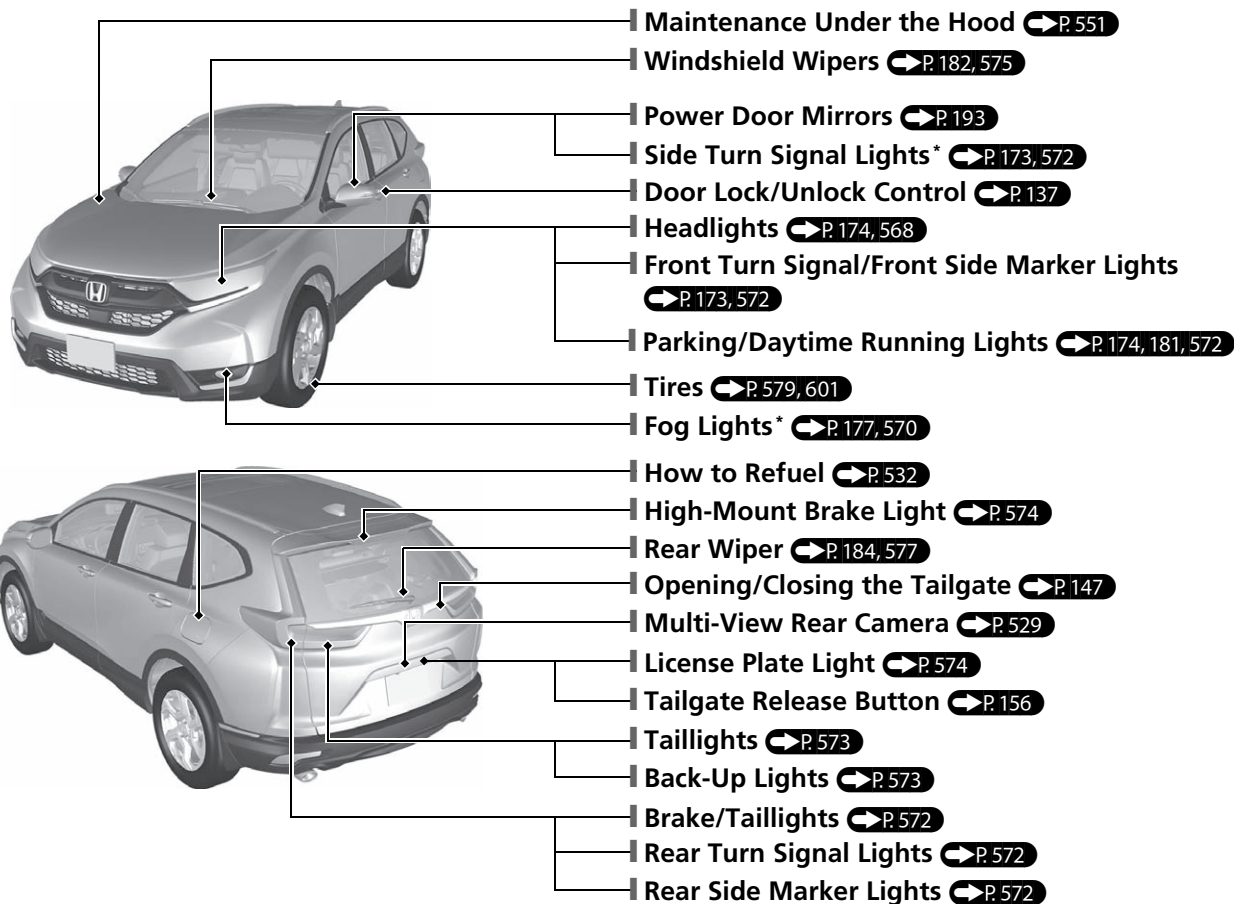 Maintenance Under the Hood P. 551
Windshield Wipers P. 182, 575
Power Door Mirrors P. 193
Side Turn Signal Lights* P. 173, 572
Door Lock/Unlock Control P. 137
Headlights P. 174, 568
Front Turn Signal/Front Side Marker Lights
P. 173, 572
Parking/Daytime Running Lights P. 174, 181, 572
Tires P. 579, 601
Fog Lights* P. 177, 570
How to Refuel P. 532
High-Mount Brake Light P. 574
Rear Wiper P. 184, 577
Opening/Closing the Tailgate P. 147
Multi-View Rear Camera P. 529
License Plate Light P. 574
Tailgate Release Button P. 156
Taillights P. 573
Back-Up Lights P. 573
Brake/Taillights P. 572
Rear Turn Signal Lights P. 572
Rear Side Marker Lights P. 572